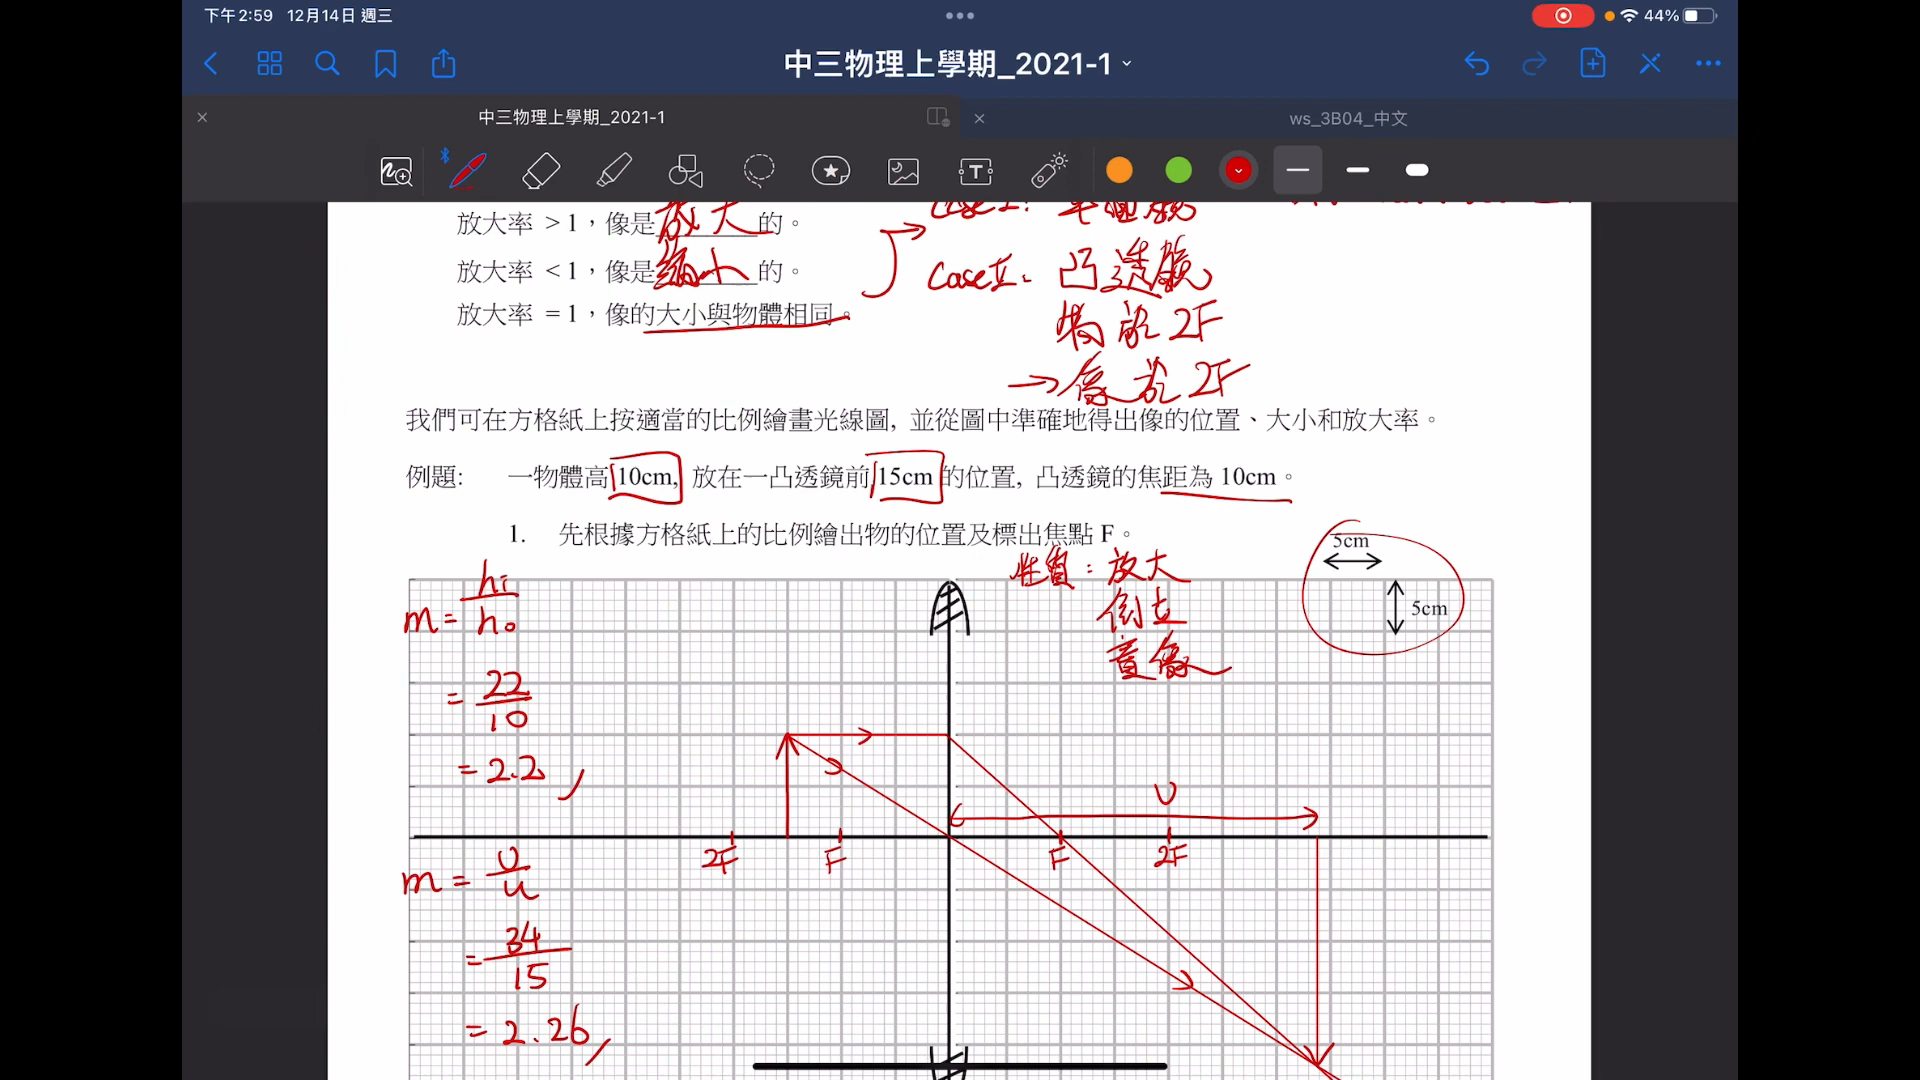 下午2:59 12月14日 週三
44%
中三物理上學期_2021-1
中三物理上學期_2021-1
ws_3B04_中文
放大率 > 1，像是放大的。
放大率 < 1，像是縮小的。
放大率 = 1，像的大小與物體相同。
Case I: 平面鏡
Case II: 凸透鏡
物於 2F
→ 像於 2F
我們可在方格紙上按適當的比例繪畫光線圖, 並從圖中準確地得出像的位置、大小和放大率。
例題: 一物體高 10cm, 放在一凸透鏡前 15cm 的位置, 凸透鏡的焦距為 10cm。
1. 先根據方格紙上的比例繪出物的位置及標出焦點 F。
5cm
5cm
性質：放大
倒立
實像
m = hi/ho
= 22/10
= 2.2
v
2F F F 2F
m = v/u
= 34/15
= 2.26